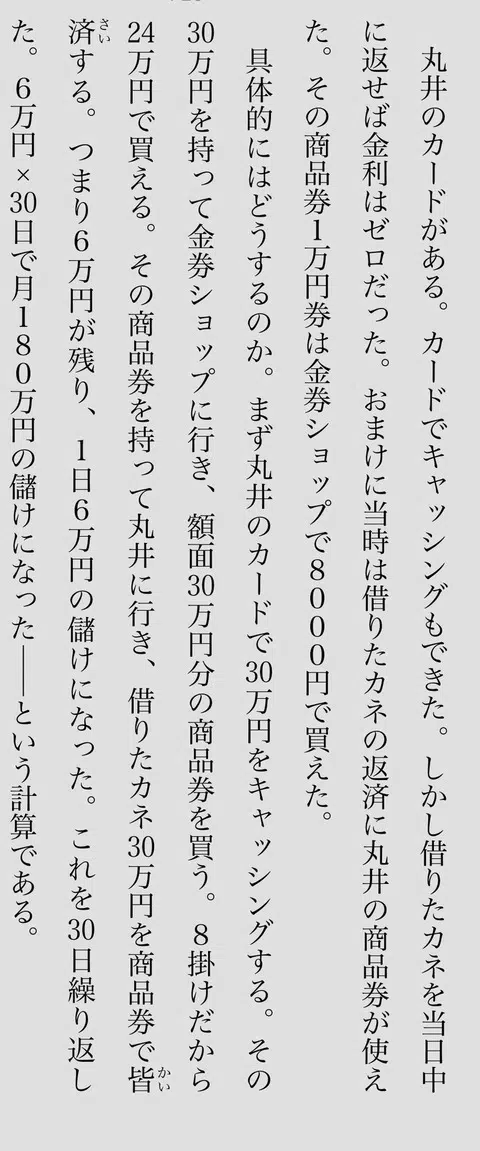 丸井のカードがある。カードでキャッシングもできた。しかし借りたカネを当日中
に返せば金利はゼロだった。おまけに当時は借りたカネの返済に丸井の商品券が使え
た。その商品券1万円券は金券ショップで8000円で買えた。
具体的にはどうするのか。まず丸井のカードで30万円をキャッシングする。その
30万円を持って金券ショップに行き、額面30万円分の商品券を買う。8掛けだから
24万円で買える。その商品券を持って丸井に行き、借りたカネ30万円を商品券で皆
済する。つまり6万円が残り、1日6万円の儲けになった。これを30日繰り返し
た。6万円×30日で月180万円の儲けになった――という計算である。